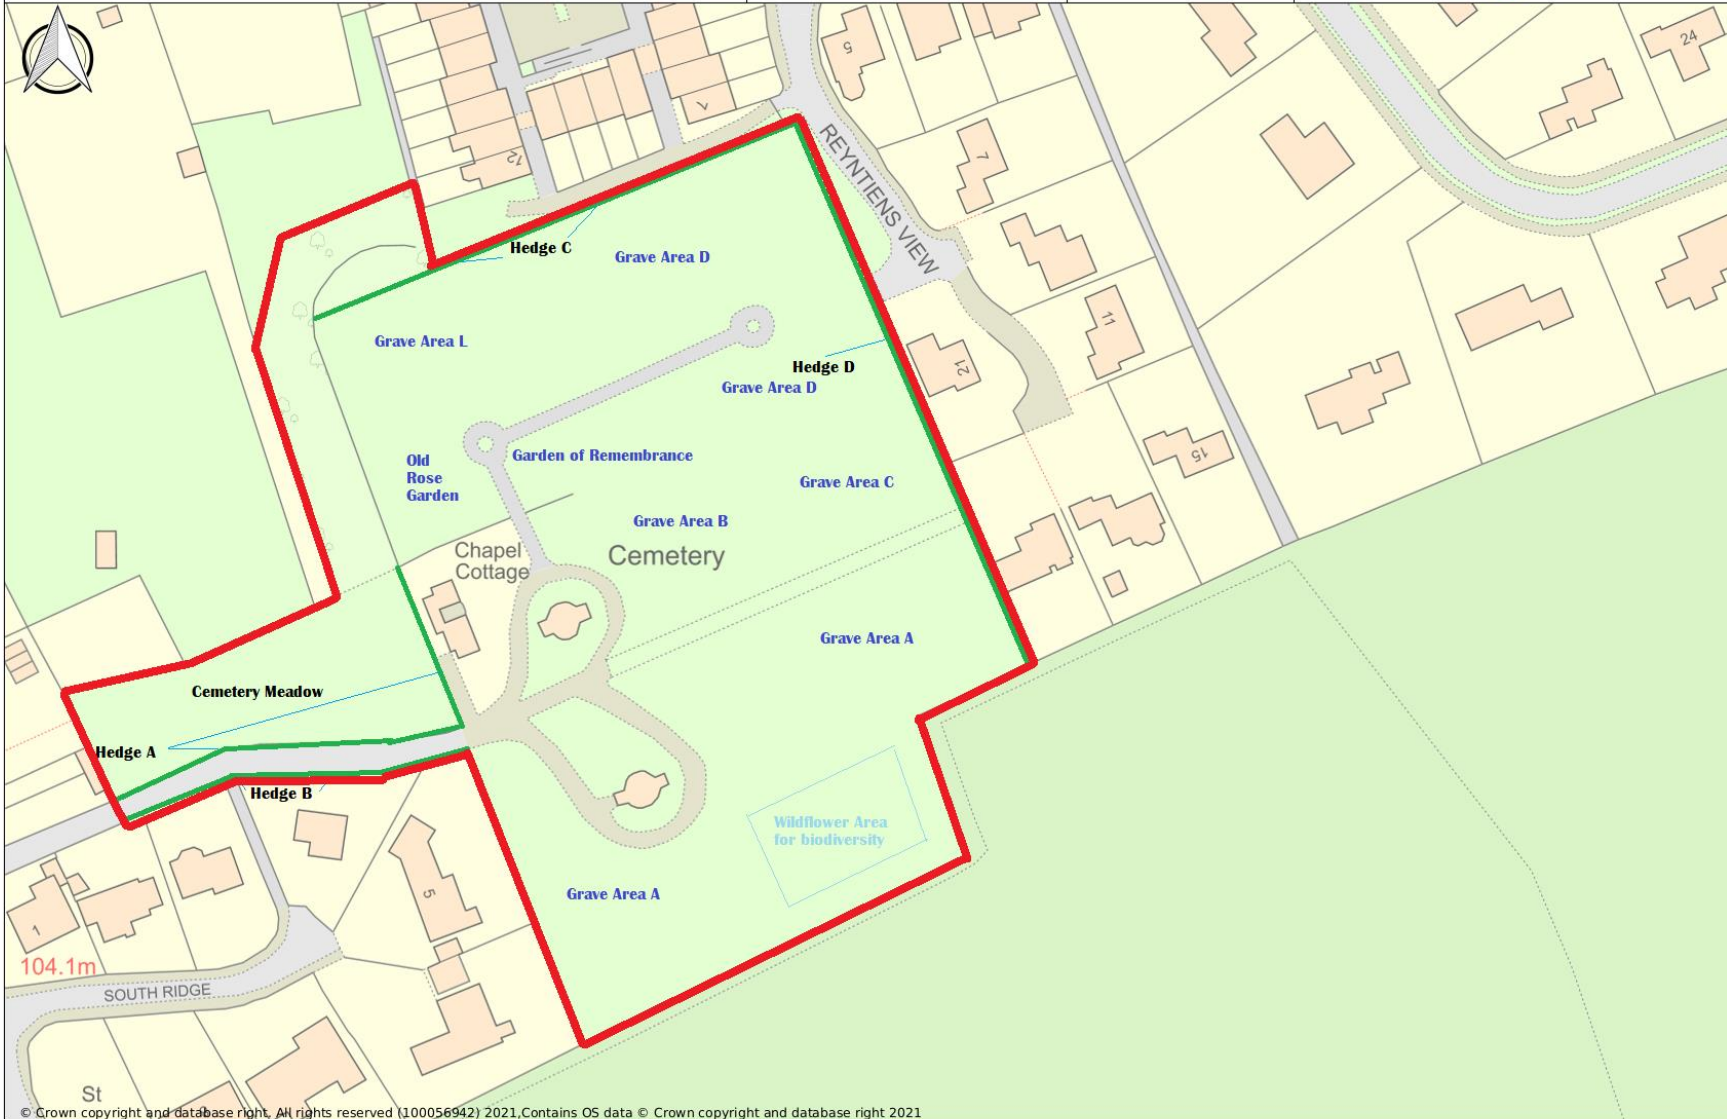 24
5
7
12
7
REYNTIENS VIEW
Hedge C
Grave Area D
11
Grave Area L
Hedge D
21
Grave Area D
Old
Rose
Garden
Garden of Remembrance
15
Grave Area C
Grave Area B
Chapel
Cottage
Cemetery
Grave Area A
Cemetery Meadow
Hedge A
Hedge B
Wildflower Area
for biodiversity
5
Grave Area A
1
104.1m
SOUTH RIDGE
St
© Crown copyright and database right. All rights reserved (100056942) 2021,Contains OS data © Crown copyright and database right 2021